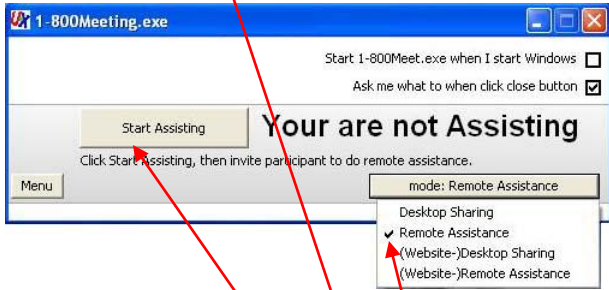 1-800Meeting.exe
Start 1-800Meet.exe when I start Windows
Ask me what to when click close button
Start Assisting
Your are not Assisting
Click Start Assisting, then invite participant to do remote assistance.
Menu
mode: Remote Assistance
Desktop Sharing
Remote Assistance
(Website-)Desktop Sharing
(Website-)Remote Assistance